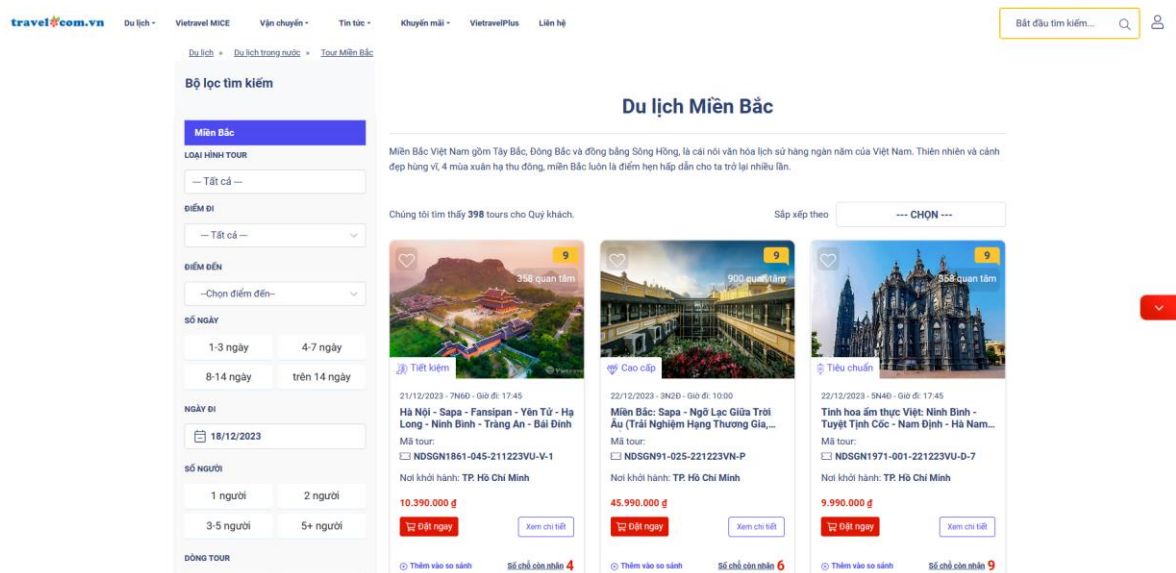 travel com.vn
Du lịch
Vietravel MICE
Vận chuyển
Tin tức
Khuyến mãi
VietravelPlus
Liên hệ
Bắt đầu tìm kiếm...
Du lịch » Du lịch trong nước » Tour Miền Bắc
Bộ lọc tìm kiếm
Miền Bắc
LOẠI HÌNH TOUR
--- Tất cả ---
ĐIỂM ĐI
--- Tất cả ---
ĐIỂM ĐẾN
--Chọn điểm đến--
SỐ NGÀY
1-3 ngày
4-7 ngày
8-14 ngày
trên 14 ngày
NGÀY ĐI
18/12/2023
SỐ NGƯỜI
1 người
2 người
3-5 người
5+ người
DÒNG TOUR
Du lịch Miền Bắc
Miền Bắc Việt Nam gồm Tây Bắc, Đông Bắc và đồng bằng Sông Hồng, là cái nôi văn hóa lịch sử hàng ngàn năm của Việt Nam. Thiên nhiên và cảnh
đẹp hùng vĩ, 4 mùa xuân hạ thu đông, miền Bắc luôn là điểm hẹn hấp dẫn cho ta trở lại nhiều lần.
Chúng tôi tìm thấy 398 tours cho Quý khách.
Sắp xếp theo
--- CHỌN ---
9
358 quan tâm
Tiết kiệm
Vietravel
21/12/2023 - 7N6Đ - Giờ đi: 17:45
Hà Nội - Sapa - Fansipan - Yên Tử - Hạ
Long - Ninh Bình - Tràng An - Bái Đính
Mã tour:
NDSGN1861-045-211223VU-V-1
Nơi khởi hành: TP. Hồ Chí Minh
10.390.000 ₫
Đặt ngay
Xem chi tiết
Thêm vào so sánh
Số chỗ còn nhận 4
9
900 quan tâm
Cao cấp
22/12/2023 - 3N2Đ - Giờ đi: 10:00
Miền Bắc: Sapa - Ngỡ Lạc Giữa Trời
Âu (Trải Nghiệm Hạng Thương Gia,...
Mã tour:
NDSGN91-025-221223VN-P
Nơi khởi hành: TP. Hồ Chí Minh
45.990.000 ₫
Đặt ngay
Xem chi tiết
Thêm vào so sánh
Số chỗ còn nhận 6
9
358 quan tâm
Tiêu chuẩn
22/12/2023 - 5N4Đ - Giờ đi: 17:45
Tinh hoa ẩm thực Việt: Ninh Bình -
Tuyệt Tịnh Cốc - Nam Định - Hà Nam...
Mã tour:
NDSGN1971-001-221223VU-D-7
Nơi khởi hành: TP. Hồ Chí Minh
9.990.000 ₫
Đặt ngay
Xem chi tiết
Thêm vào so sánh
Số chỗ còn nhận 9